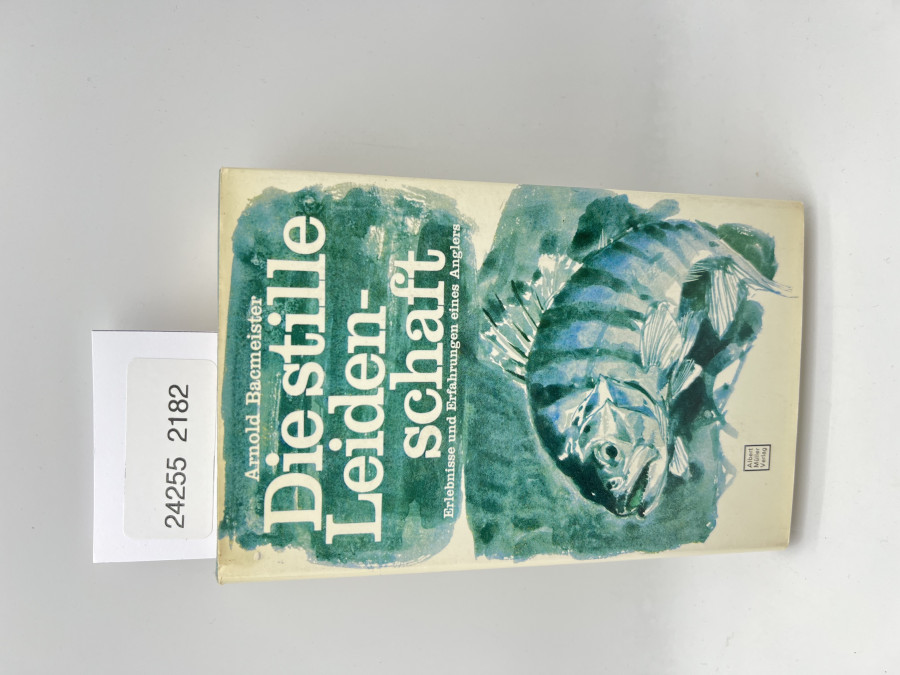 24255 2182
Arnold Bacmeister
Die stille
Leiden-
schaft
Erlebnisse und Erfahrungen eines Anglers
Albert
Müller
Verlag